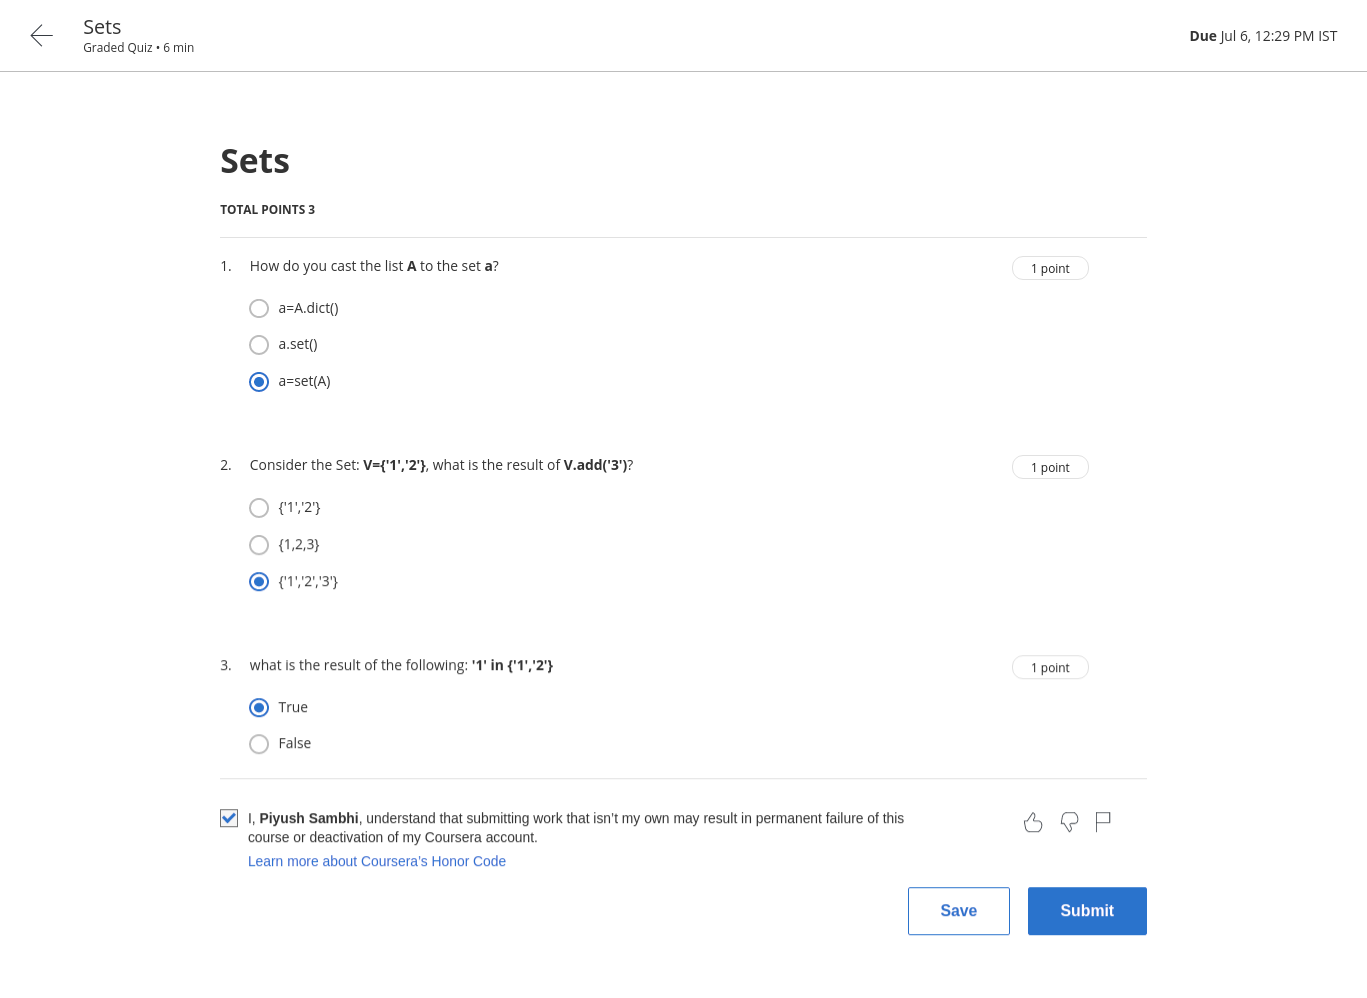 Sets
Graded Quiz • 6 min
Due Jul 6, 12:29 PM IST
Sets
TOTAL POINTS 3
1. How do you cast the list A to the set a?
1 point
a=A.dict()
a.set()
a=set(A)
2. Consider the Set: V={'1','2'}, what is the result of V.add('3')?
1 point
{'1','2'}
{1,2,3}
{'1','2','3'}
3. what is the result of the following: '1' in {'1','2'}
1 point
True
False
I, Piyush Sambhi, understand that submitting work that isn’t my own may result in permanent failure of this
course or deactivation of my Coursera account.
Learn more about Coursera’s Honor Code
Save
Submit